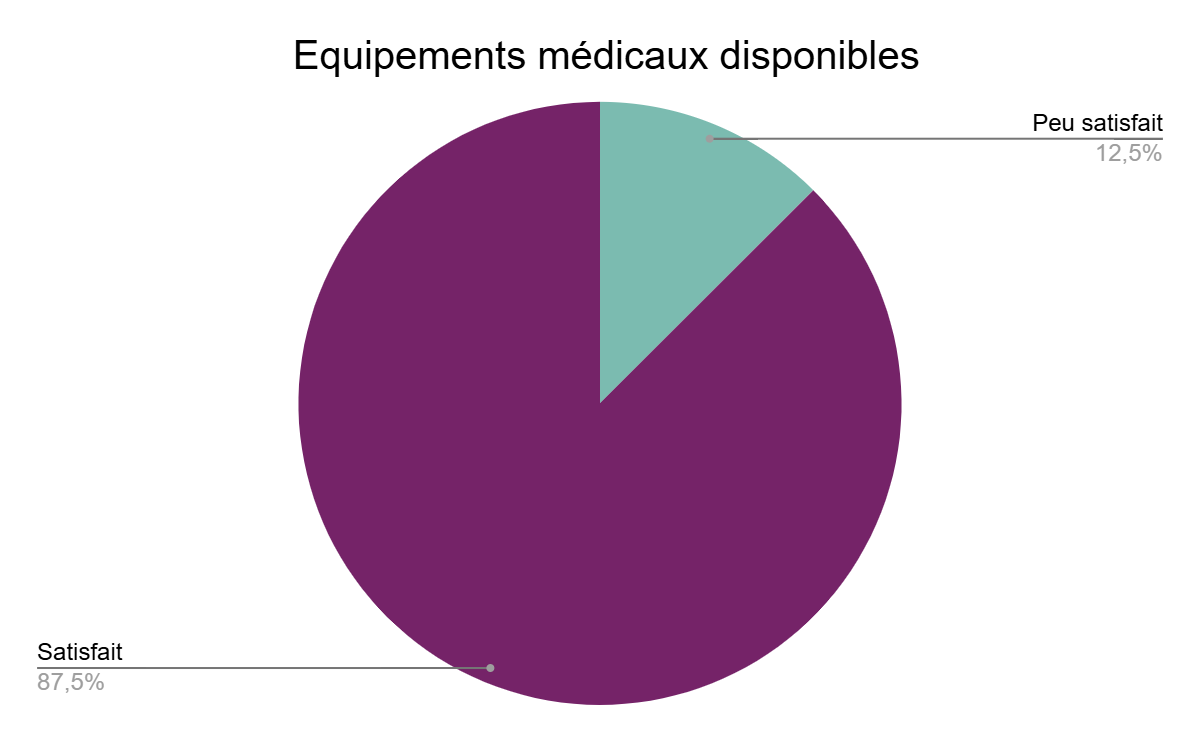 Equipements médicaux disponibles
Peu satisfait
12,5%
Satisfait
87,5%